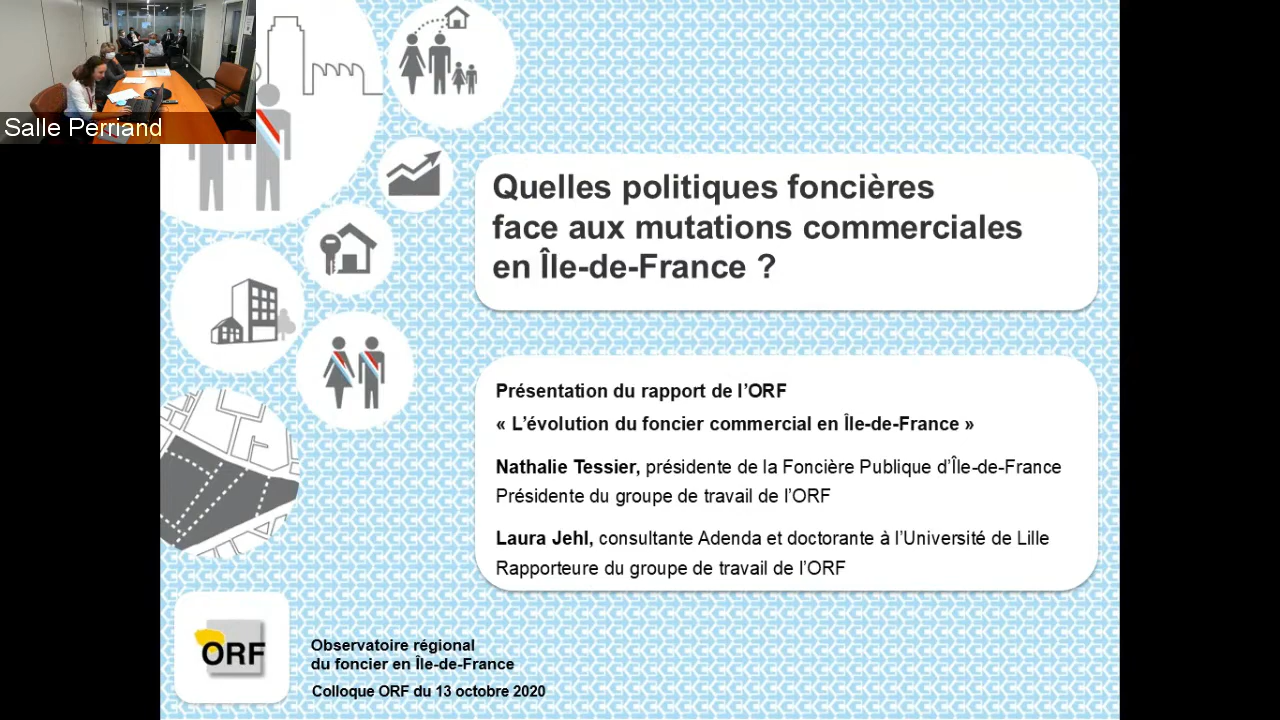 Salle Perriand
Quelles politiques foncières
face aux mutations commerciales
en Île-de-France ?
Présentation du rapport de l’ORF
« L’évolution du foncier commercial en Île-de-France »
Nathalie Tessier, présidente de la Foncière Publique d’Île-de-France
Présidente du groupe de travail de l’ORF
Laura Jehl, consultante Adenda et doctorante à l’Université de Lille
Rapporteure du groupe de travail de l’ORF
ORF
Observatoire régional
du foncier en Île-de-France
Colloque ORF du 13 octobre 2020